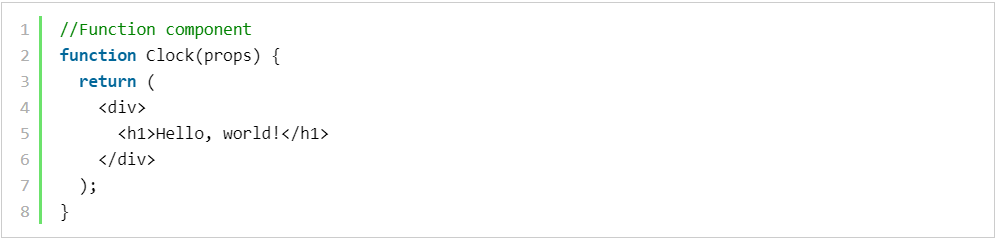 1 //Function component
2 function Clock(props) {
3   return (
4     <div>
5       <h1>Hello, world!</h1>
6     </div>
7   );
8 }